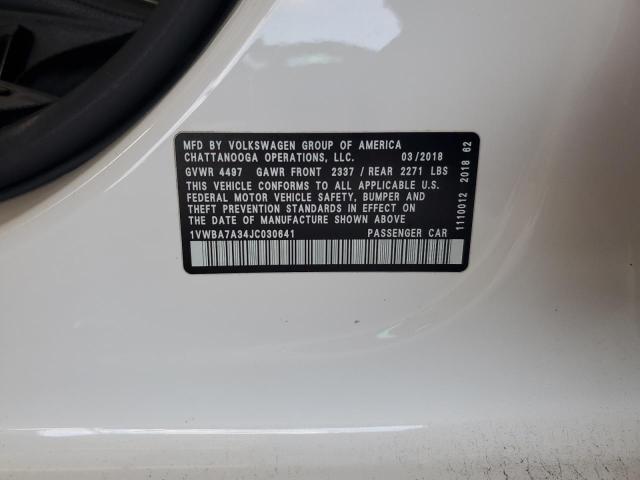 MFD BY VOLKSWAGEN GROUP OF AMERICA
CHATTANOOGA OPERATIONS, LLC. 03/2018
GVWR 4497 GAWR FRONT 2337 / REAR 2271 LBS
THIS VEHICLE CONFORMS TO ALL APPLICABLE U.S.
FEDERAL MOTOR VEHICLE SAFETY, BUMPER AND
THEFT PREVENTION STANDARDS IN EFFECT ON
THE DATE OF MANUFACTURE SHOWN ABOVE
1VWBA7A34JC030641 PASSENGER CAR
1110012 2018 62